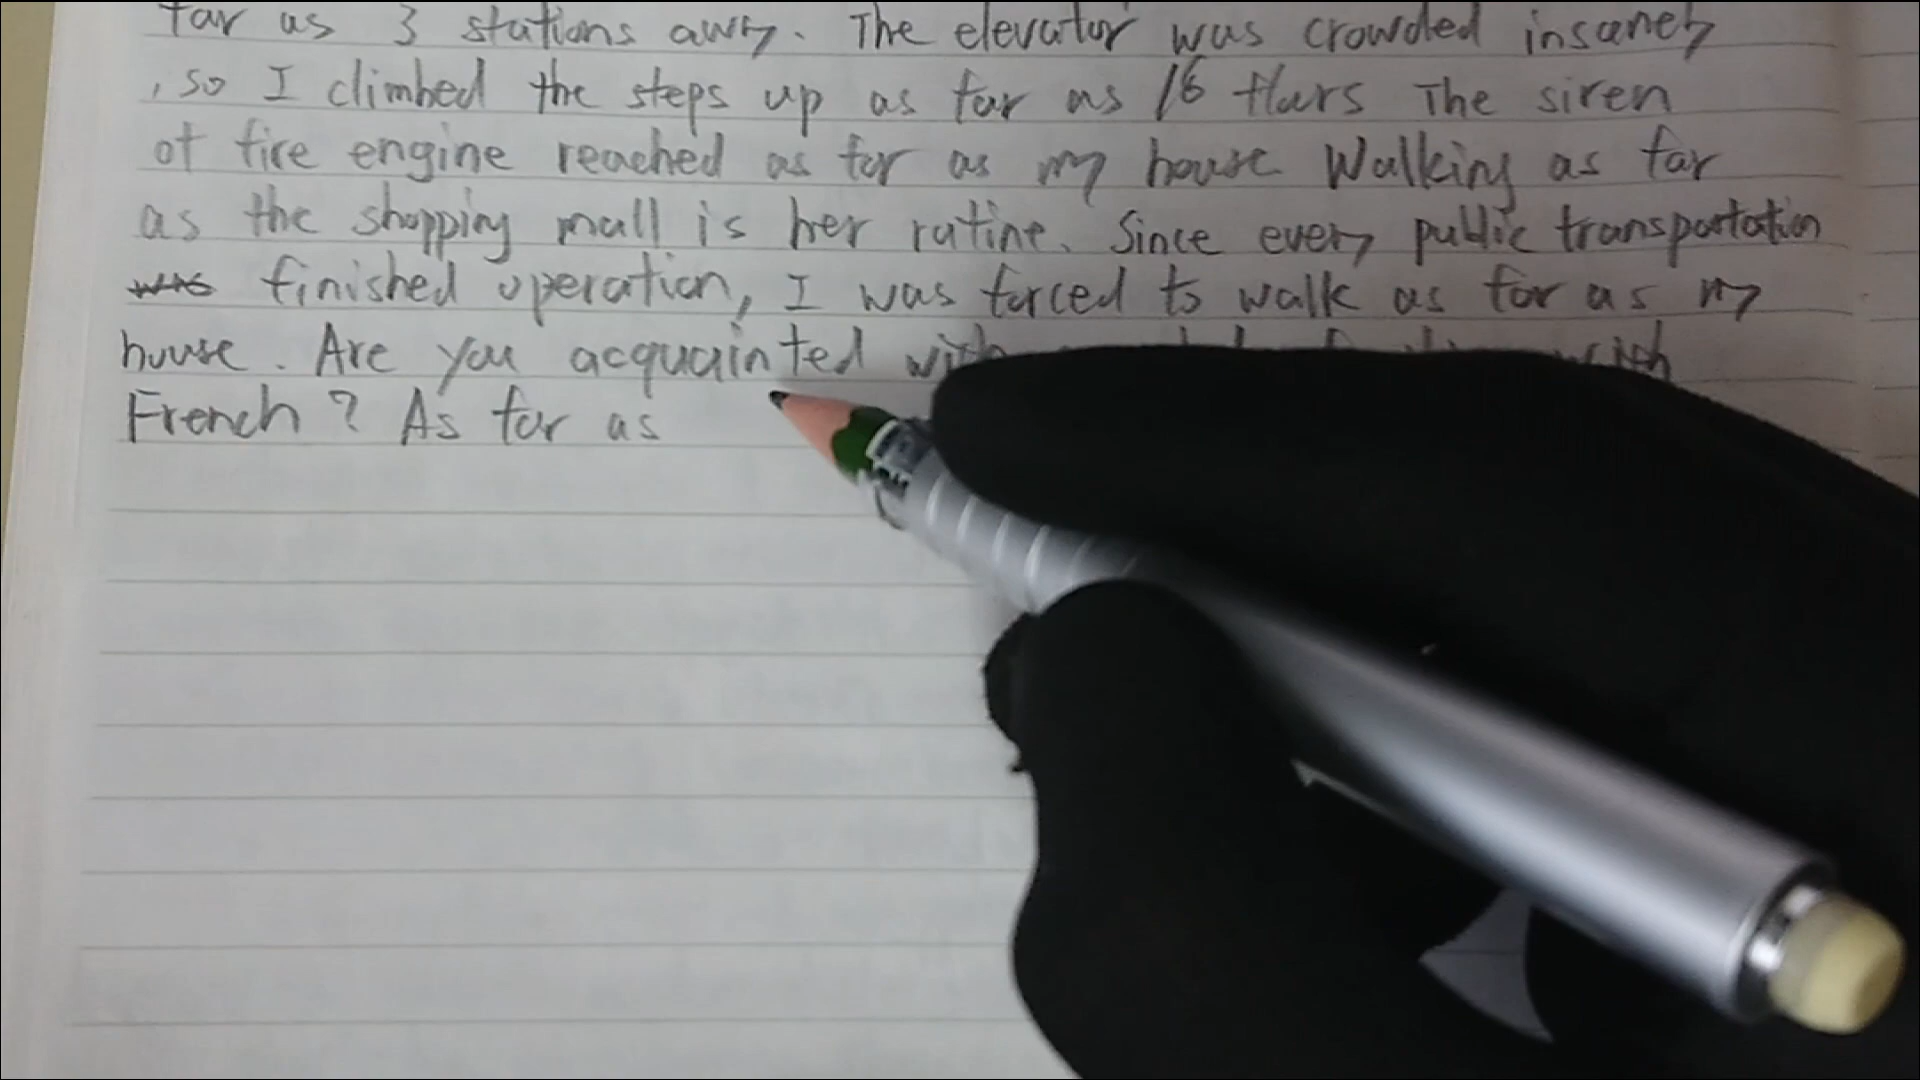 far as 3 stations away. The elevator was crowded insanely
, so I climbed the steps up as far as 16 flours The siren
of fire engine reached as far as my house Walking as far
as the shopping mall is her rutine. Since every public transportation
was finished operation, I was forced to walk as far as my
house. Are you acquainted with
French? As far as